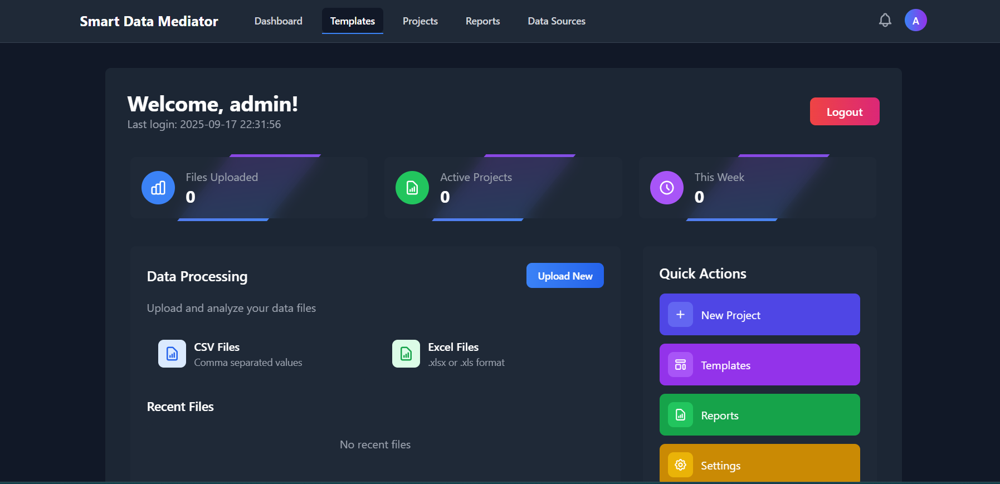 Smart Data Mediator
Dashboard
Templates
Projects
Reports
Data Sources
A
Welcome, admin!
Last login: 2025-09-17 22:31:56
Logout
Files Uploaded
0
Active Projects
0
This Week
0
Data Processing
Upload New
Upload and analyze your data files
CSV Files
Comma separated values
Excel Files
.xlsx or .xls format
Recent Files
No recent files
Quick Actions
New Project
Templates
Reports
Settings